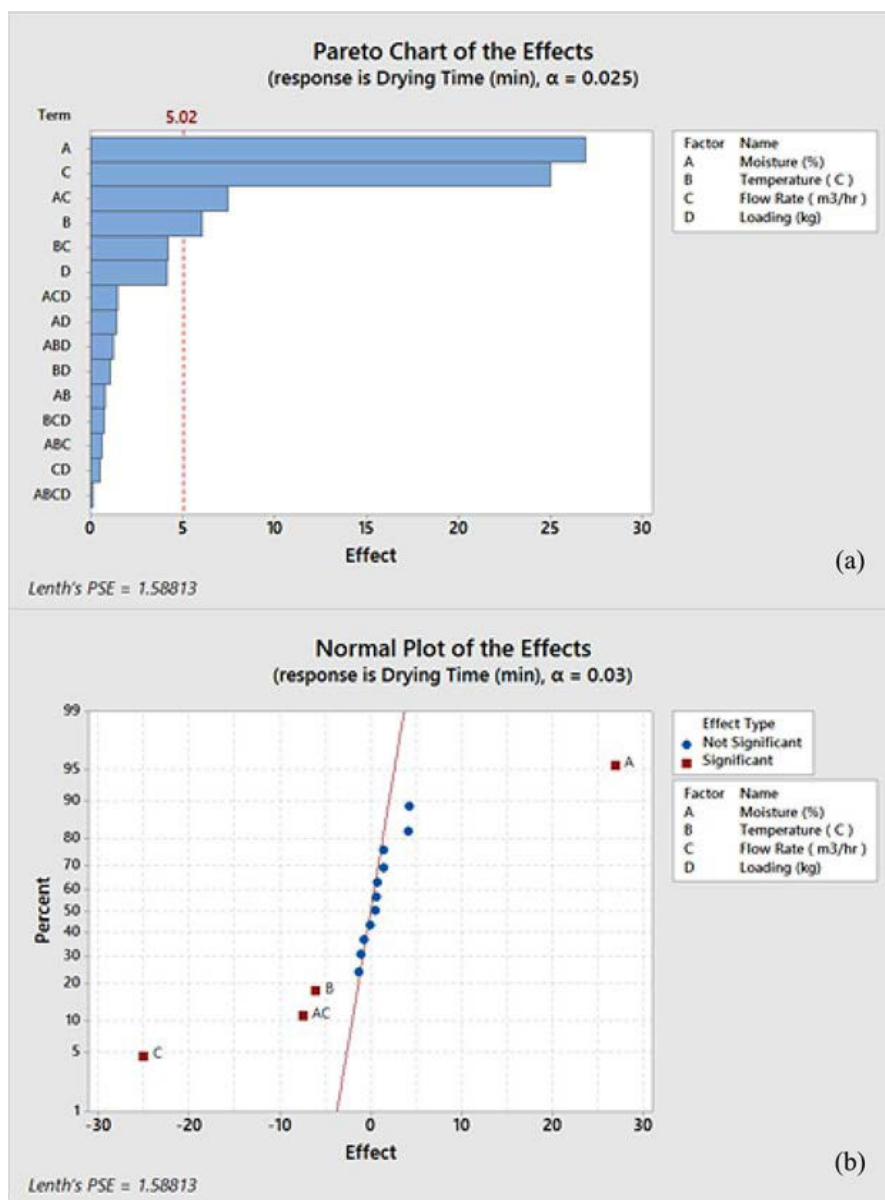 Pareto Chart of the Effects
(response is Drying Time (min), α = 0.025)
Term
5.02
A
C
AC
B
BC
D
ACD
AD
ABD
BD
AB
BCD
ABC
CD
ABCD
0 5 10 15 20 25 30
Effect
Factor Name
A Moisture (%)
B Temperature ( C )
C Flow Rate ( m3/hr )
D Loading (kg)
(a)
Lenth's PSE = 1.58813
Normal Plot of the Effects
(response is Drying Time (min), α = 0.03)
99
95
90
80
70
60
50
40
30
20
10
5
1
Percent
A
B
AC
C
-30 -20 -10 0 10 20 30
Effect
Effect Type
Not Significant
Significant
Factor Name
A Moisture (%)
B Temperature ( C )
C Flow Rate ( m3/hr )
D Loading (kg)
(b)
Lenth's PSE = 1.58813